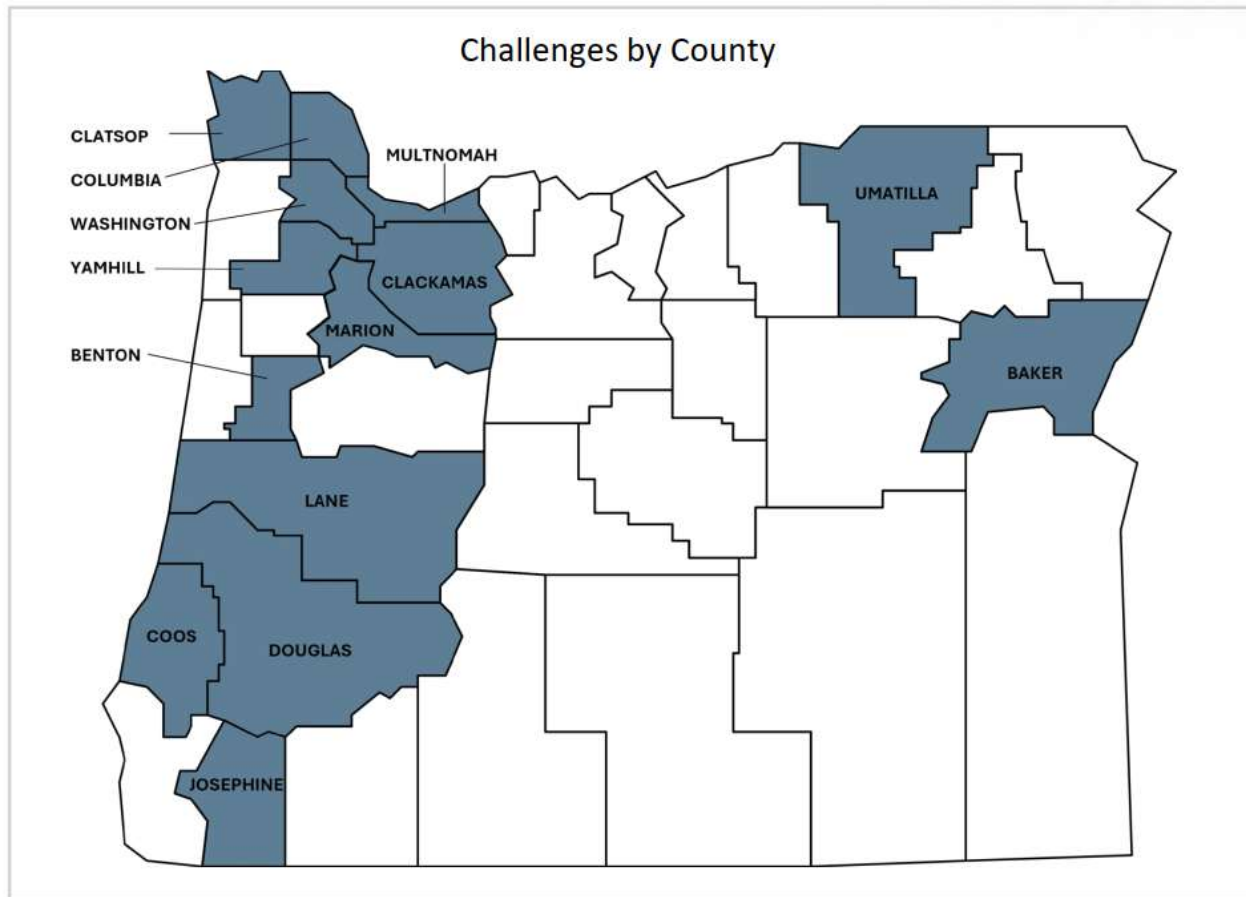 Challenges by County
CLATSOP
MULTNOMAH
COLUMBIA
UMATILLA
WASHINGTON
YAMHILL
CLACKAMAS
MARION
BENTON
BAKER
LANE
COOS
DOUGLAS
JOSEPHINE